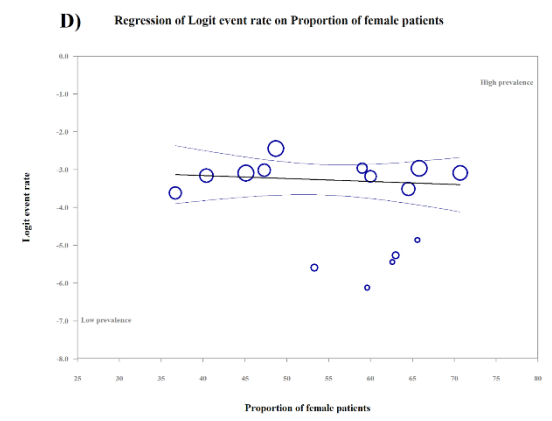 D) Regression of Logit event rate on Proportion of female patients
0.0
High prevalence
-1.0
-2.0
-3.0
-4.0
-5.0
-6.0
-7.0 Low prevalence
-8.0
Logit event rate
25 30 35 40 45 50 55 60 65 70 75 80
Proportion of female patients